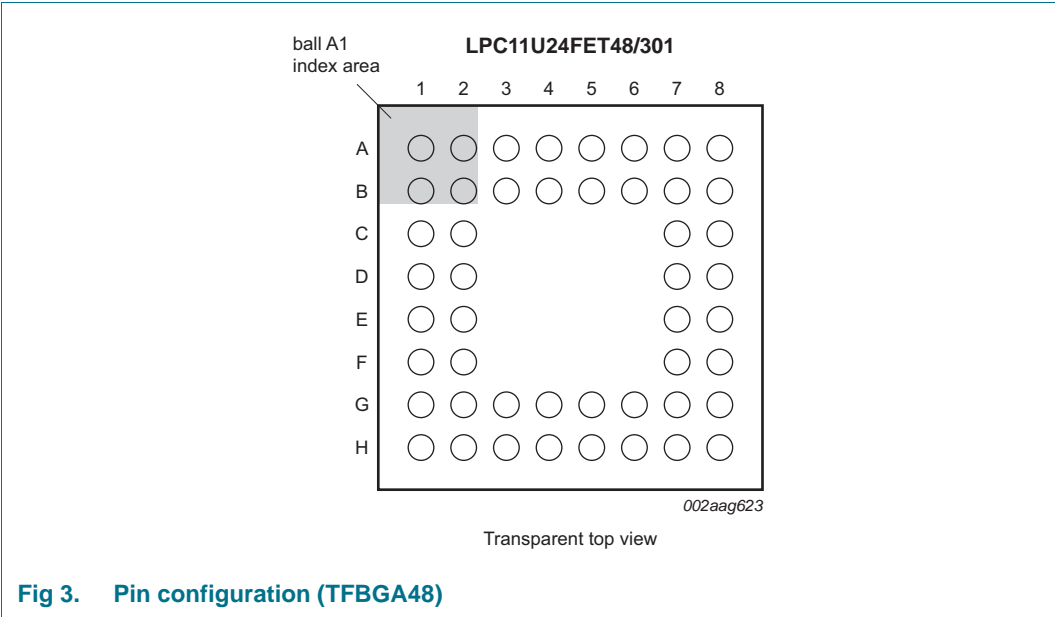 ball A1
index area
LPC11U24FET48/301
1 2 3 4 5 6 7 8
A
B
C
D
E
F
G
H
002aag623
Transparent top view
Fig 3. Pin configuration (TFBGA48)